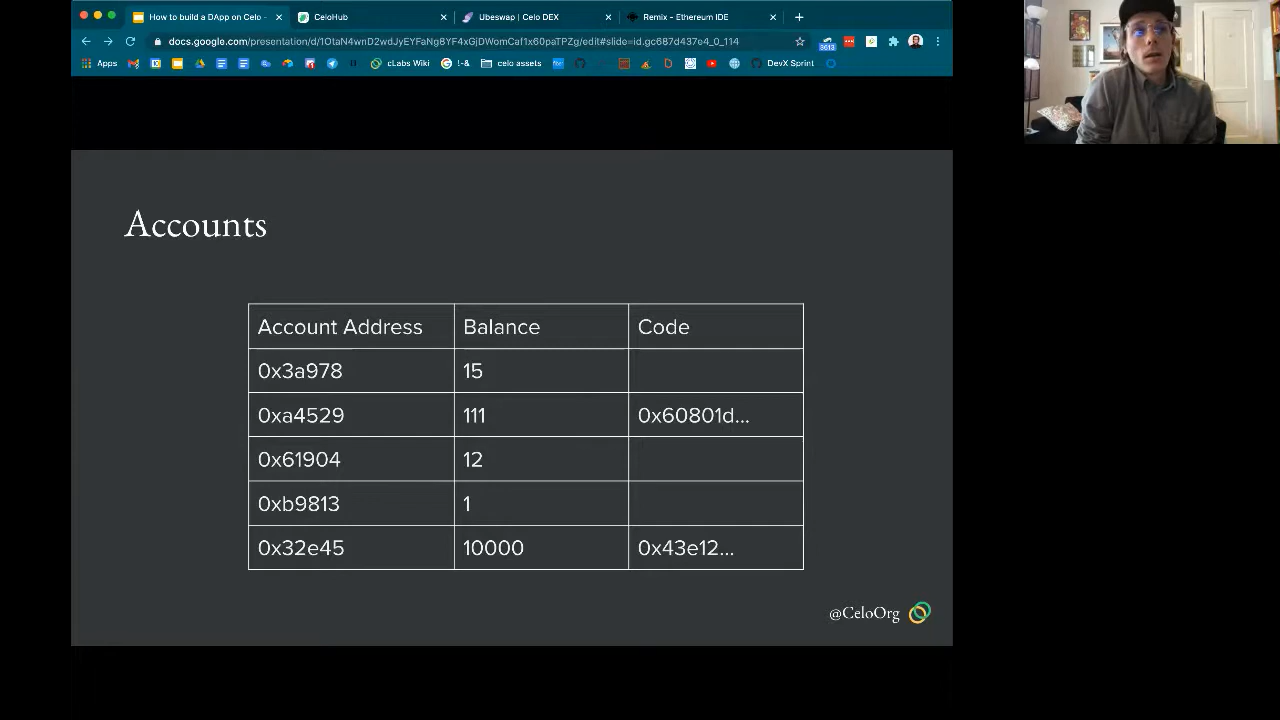 How to build a DApp on Celo -
CeloHub
Ubeswap | Celo DEX
Remix - Ethereum IDE
docs.google.com/presentation/d/1OtaN4wnD2wdJyEYFaNg8YF4xGjDWomCaf1x60paTPZg/edit#slide=id.gc687d437e4_0_114
3613
Apps
cLabs Wiki
!-&
celo assets
DevX Sprint
Accounts
Account Address Balance Code
0x3a978 15
0xa4529 111 0x60801d...
0x61904 12
0xb9813 1
0x32e45 10000 0x43e12...
@CeloOrg